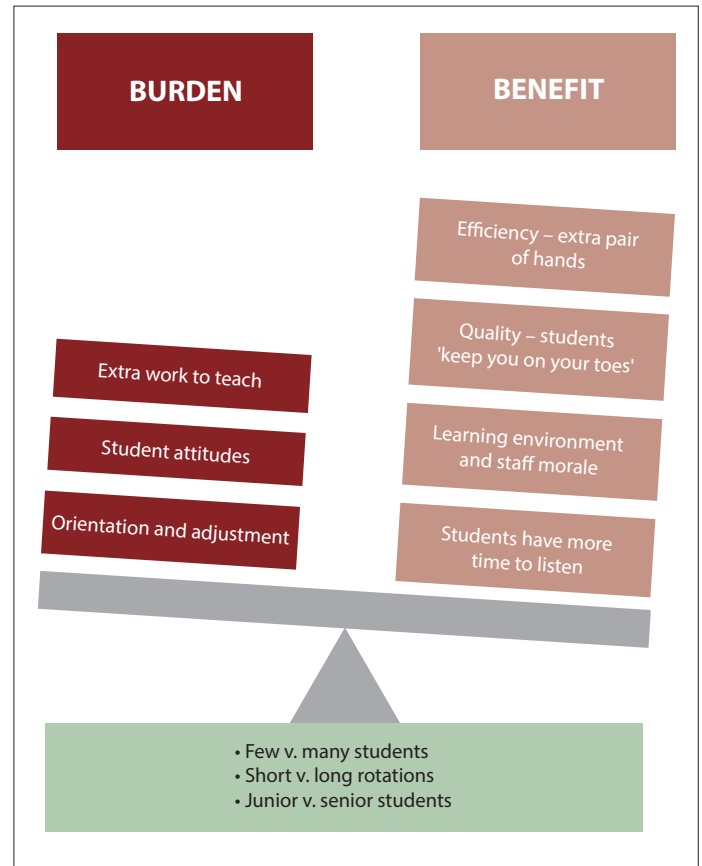 BURDEN
BENEFIT
Extra work to teach
Student attitudes
Orientation and adjustment
Efficiency – extra pair
of hands
Quality – students
'keep you on your toes'
Learning environment
and staff morale
Students have more
time to listen
• Few v. many students
• Short v. long rotations
• Junior v. senior students